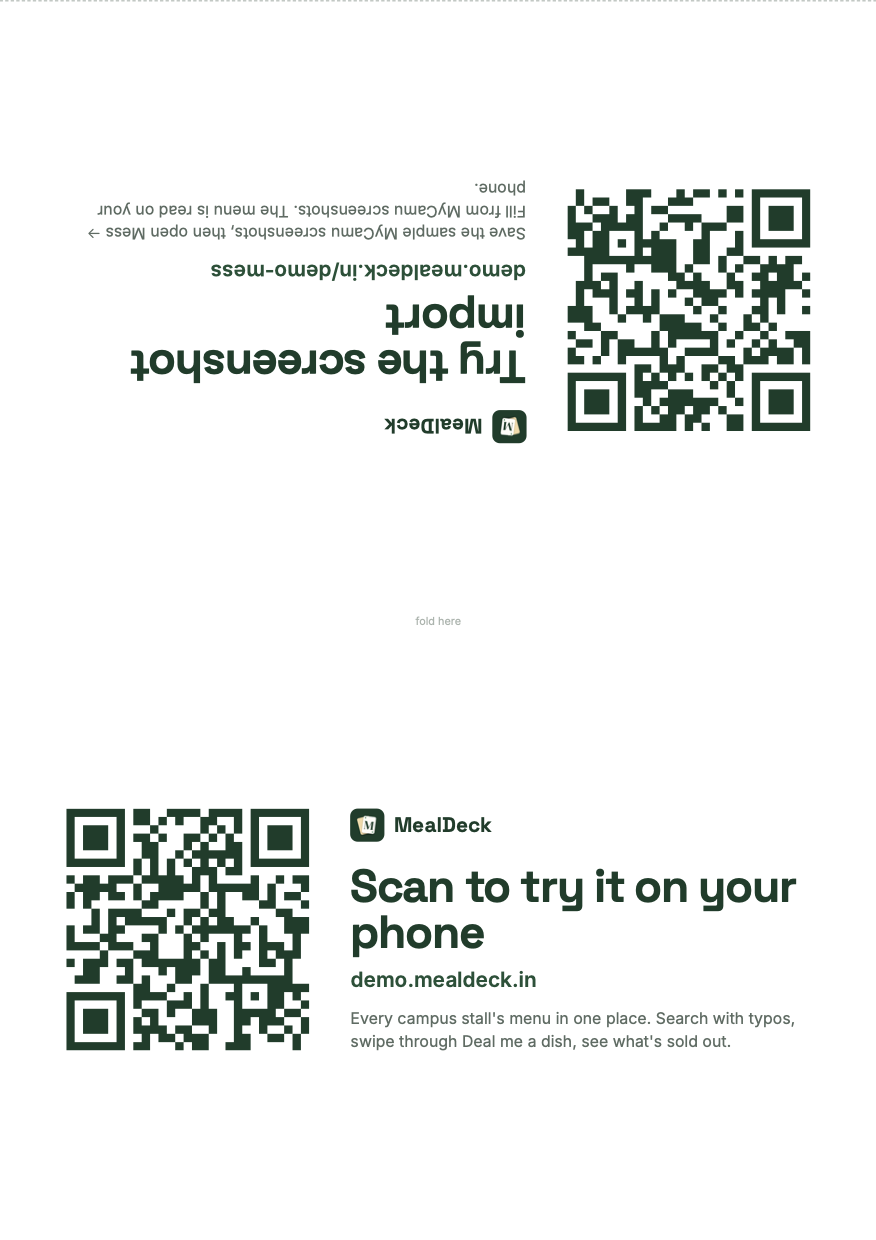 MealDeck
Try the screenshot
import
demo.mealdeck.in/demo-mess
Save the sample MyCamu screenshots, then open Mess →
Fill from MyCamu screenshots. The menu is read on your
phone.
fold here
M MealDeck
Scan to try it on your
phone
demo.mealdeck.in
Every campus stall's menu in one place. Search with typos,
swipe through Deal me a dish, see what's sold out.